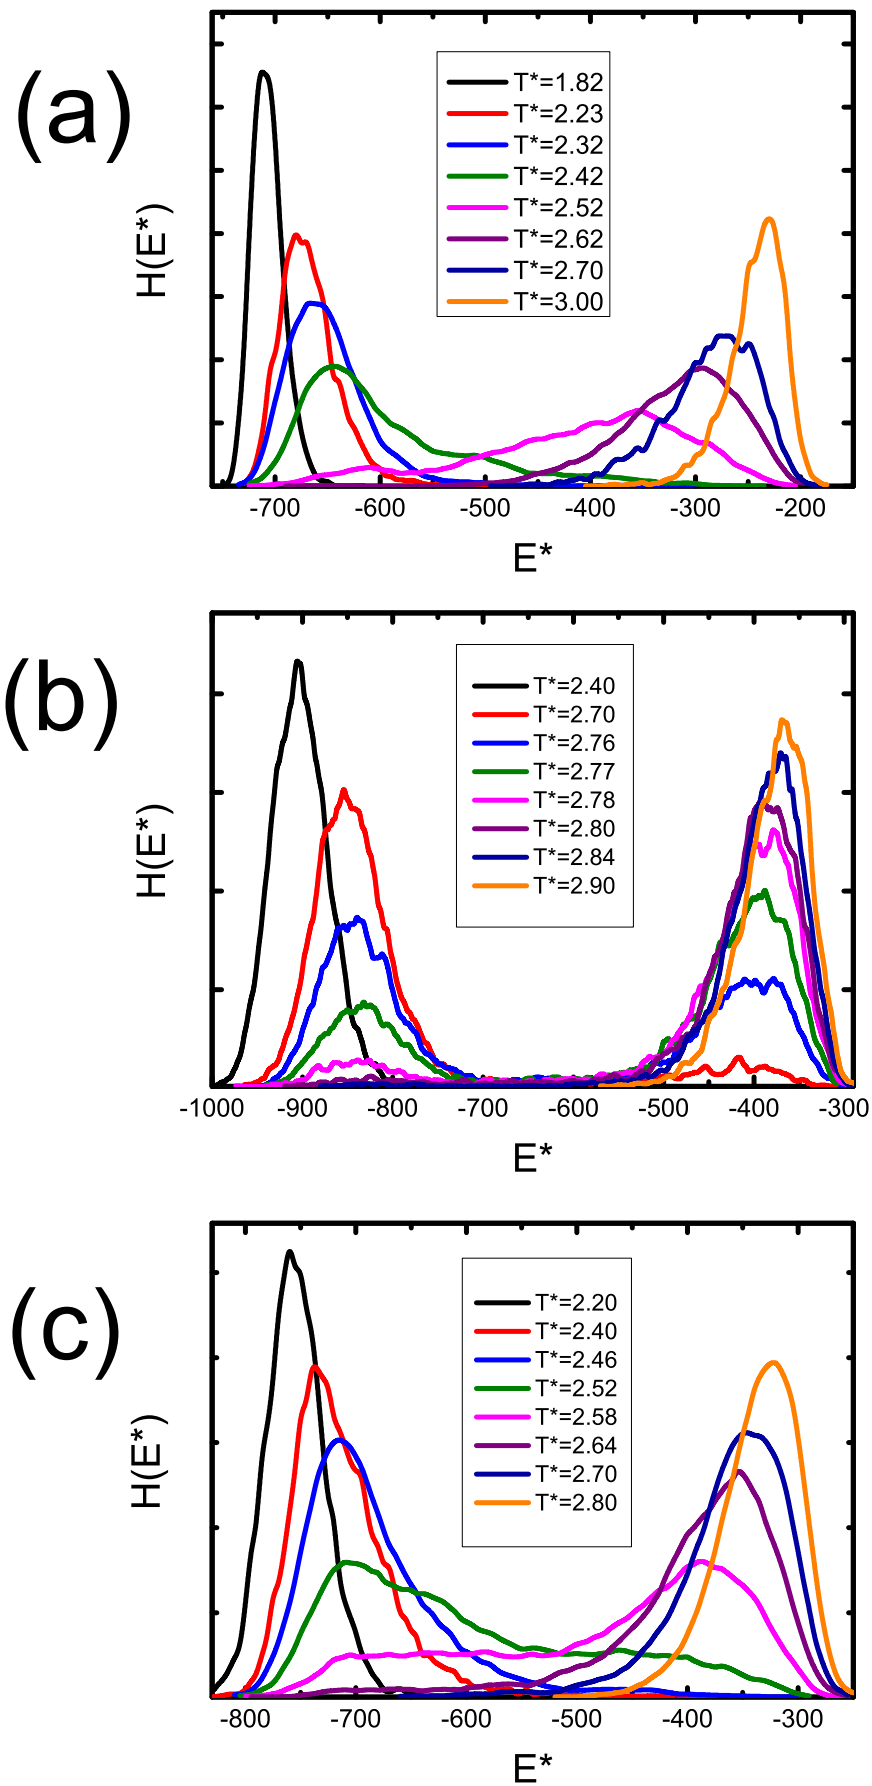 (a)
T*=1.82
T*=2.23
T*=2.32
T*=2.42
T*=2.52
T*=2.62
T*=2.70
T*=3.00
H(E*)
-700 -600 -500 -400 -300 -200
E*
(b)
T*=2.40
T*=2.70
T*=2.76
T*=2.77
T*=2.78
T*=2.80
T*=2.84
T*=2.90
H(E*)
-1000 -900 -800 -700 -600 -500 -400 -300
E*
(c)
T*=2.20
T*=2.40
T*=2.46
T*=2.52
T*=2.58
T*=2.64
T*=2.70
T*=2.80
H(E*)
-800 -700 -600 -500 -400 -300
E*